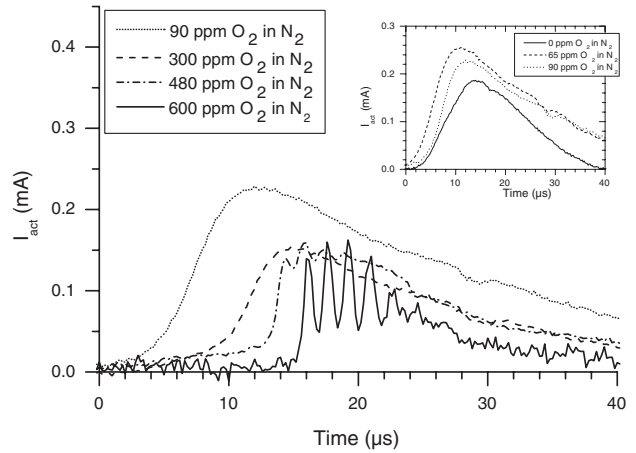 90 ppm O2 in N2
300 ppm O2 in N2
480 ppm O2 in N2
600 ppm O2 in N2
0.4
0.3
0.2
0.1
0.0
Iact (mA)
0
10
20
30
40
Time (µs)
0 ppm O2 in N2
65 ppm O2 in N2
90 ppm O2 in N2
0.3
0.2
0.1
0.0
Iact (mA)
0
10
20
30
40
Time (µs)